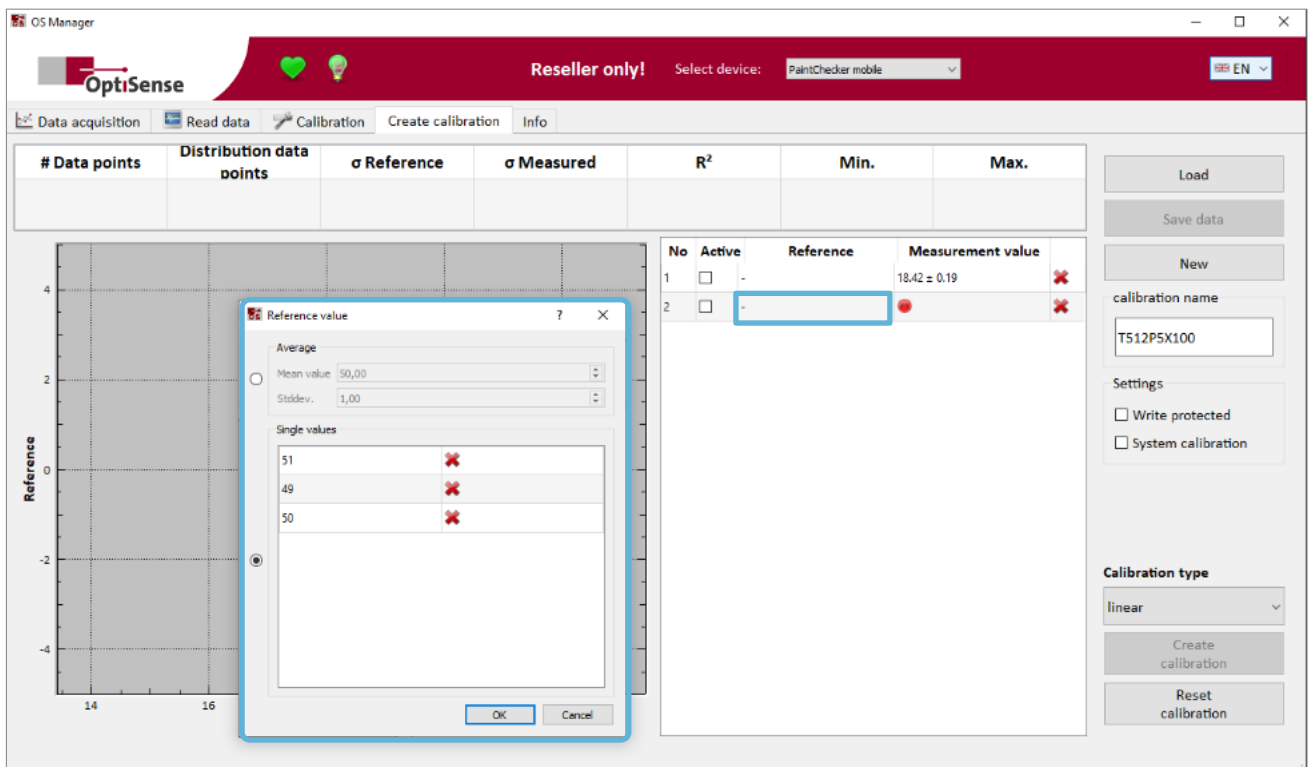 OS Manager
OptiSense
Reseller only!
Select device:
PaintChecker mobile
EN
Data acquisition
Read data
Calibration
Create calibration
Info
# Data points
Distribution data
points
σ Reference
σ Measured
R²
Min.
Max.
Load
Save data
New
calibration name
T512P5X100
Settings
Write protected
System calibration
Calibration type
linear
Create
calibration
Reset
calibration
No Active Reference Measurement value
1 - 18.42 ± 0.19
2 -
Reference
4
2
0
-2
-4
14 16
Reference value ?
Average
Mean value 50,00
Stddev. 1,00
Single values
51
49
50
OK Cancel